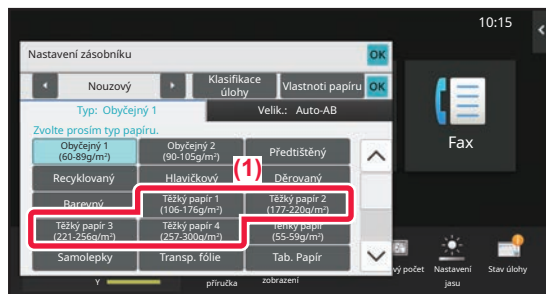 10:15
Nastavení zásobníku OK
Nouzový Klasifikace úlohy Vlastnoti papíru OK
Typ: Obyčejný 1 Velik.: Auto-AB
Zvolte prosím typ papíru.
Obyčejný 1 Obyčejný 2 Předtištěný
(60-89g/m²) (90-105g/m²)
Fax
Recyklovaný Hlavičkový (1) Děrovaný
Barevný Těžký papír 1 Těžký papír 2
(106-176g/m²) (177-220g/m²)
Těžký papír 3 Těžký papír 4 Tenký papír
(221-256g/m²) (257-300g/m²) (55-59g/m²)
Samolepky Transp. fólie Tab. Papír
vý počet Nastavení jasu Stav úlohy
Y příručka zobrazení